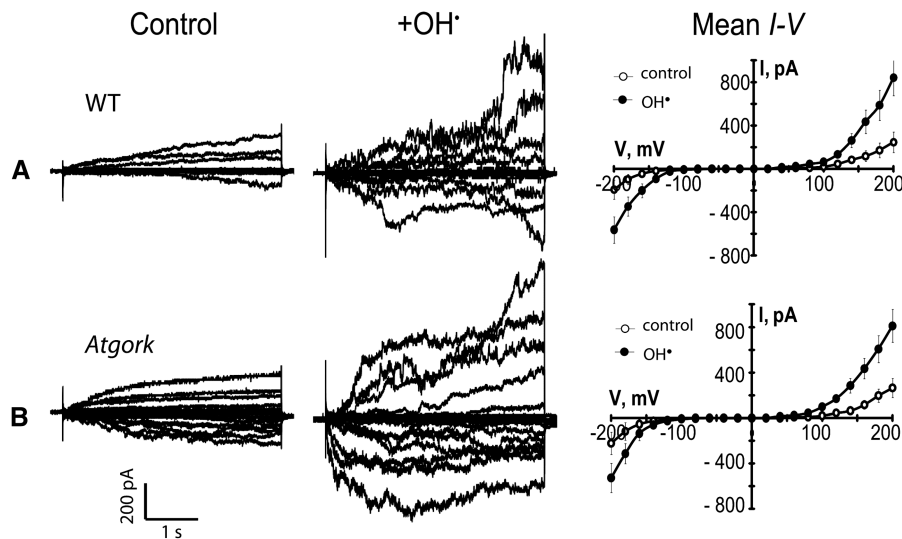 Control
+OH•
Mean I-V
WT
A
control
OH•
I, pA
800
400
V, mV
-200
-100
100
200
- 400
- 800
Atgork
B
control
OH•
I, pA
800
400
V, mV
-200
-100
100
200
- 400
- 800
200 pA
1 s